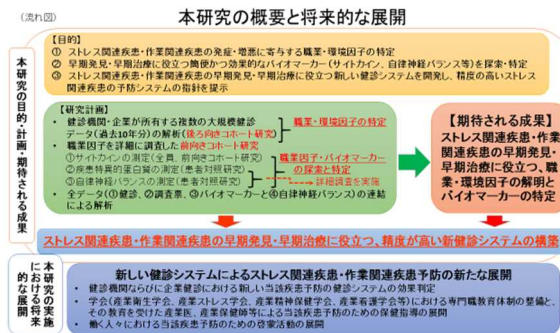 (流れ図)
本研究の概要と将来的な展開
本研究の目的・計画・期待される成果
【目的】
① ストレス関連疾患・作業関連疾患の発症・増悪に寄与する職業・環境因子の特定
② 早期発見・早期治療に役立つ簡便かつ効果的なバイオマーカー(サイトカイン、自律神経バランス等)を探索・特定
③ ストレス関連疾患・作業関連疾患の早期発見・早期治療に役立つ新しい健診システムを開発し、精度の高いストレス
関連疾患の予防システムの指針を提示
【研究計画】
• 健診機関・企業が所有する複数の大規模健診
データ(過去10年分)の解析(後ろ向きコホート研究)
職業・環境因子の特定
• 職業因子を詳細に調査した前向きコホート研究
①サイトカインの測定(全員、前向きコホート研究)
②疾患特異的蛋白質の測定(患者対照研究)
③自律神経バランスの測定(患者対照研究)
職業因子・バイオマーカー
の探索と特定
詳細調査を実施
• 全データ(①健診、②調査票、③バイオマーカーと④自律神経バランス)の連結
による解析
【期待される成果】
ストレス関連疾患・作
業関連疾患の早期発見・
早期治療に役立つ、職
業・環境因子の解明と
バイオマーカーの特定
ストレス関連疾患・作業関連疾患の早期発見・早期治療に役立つ、精度が高い新健診システムの構築
本研究の実施における将来的な展開
新しい健診システムによるストレス関連疾患・作業関連疾患予防の新たな展開
• 健診機関ならびに企業健診における新しい当該疾患予防の健診システムの効果判定
• 学会(産業衛生学会、産業ストレス学会、産業精神保健学会、産業看護学会等)における専門職教育体制の整備と、
その教育を受けた産業医、産業保健師等による当該疾患予防のための保健指導の展開
• 働く人々における当該疾患予防のための啓蒙活動の展開